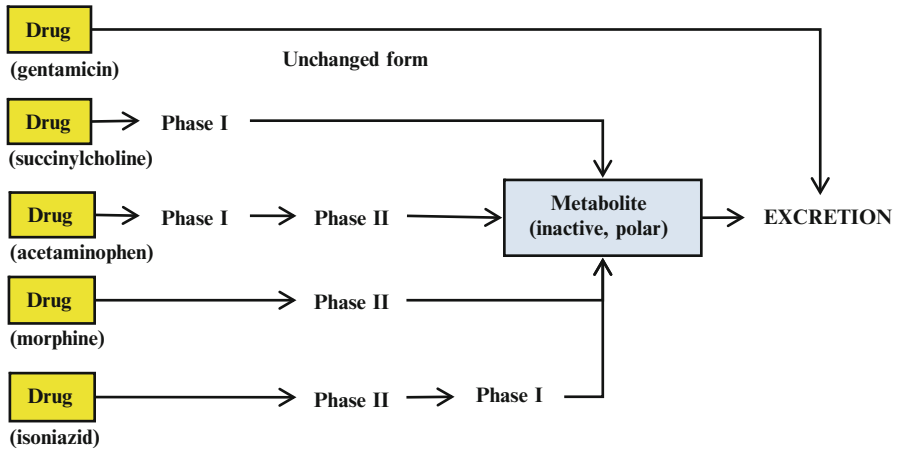 Drug
(gentamicin)
Unchanged form
Drug
Phase I
(succinylcholine)
Drug
Phase I
Phase II
Metabolite
(inactive, polar)
EXCRETION
(acetaminophen)
Drug
Phase II
(morphine)
Drug
Phase II
Phase I
(isoniazid)